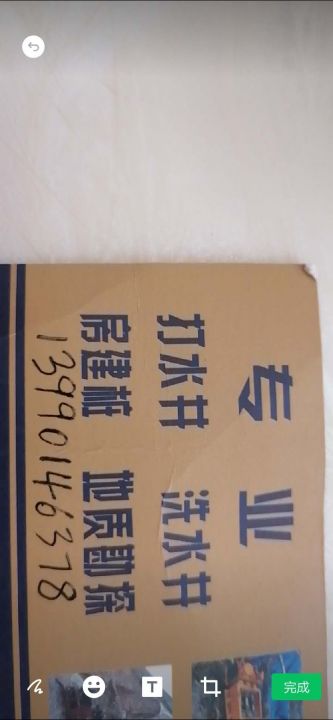 专业
打水井 洗水井
房建桩 地质勘探
13990146378
T
完成